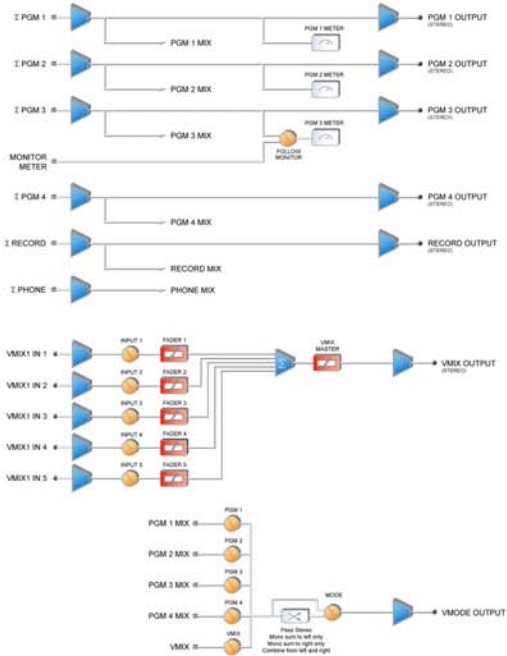 Σ PGM 1
PGM 1 OUTPUT
(STEREO)
PGM 1 METER
PGM 1 MIX
Σ PGM 2
PGM 2 OUTPUT
(STEREO)
PGM 2 METER
PGM 2 MIX
Σ PGM 3
PGM 3 OUTPUT
(STEREO)
PGM 3 METER
PGM 3 MIX
FOLLOW
MONITOR
MONITOR
METER
Σ PGM 4
PGM 4 OUTPUT
(STEREO)
PGM 4 MIX
Σ RECORD
RECORD OUTPUT
(STEREO)
RECORD MIX
Σ PHONE
PHONE MIX
VMIX1 IN 1
INPUT 1
FADER 1
VMIX
MASTER
Σ
VMIX OUTPUT
(STEREO)
VMIX1 IN 2
INPUT 2
FADER 2
VMIX1 IN 3
INPUT 3
FADER 3
VMIX1 IN 4
INPUT 4
FADER 4
VMIX1 IN 5
INPUT 5
FADER 5
PGM 1 MIX
PGM 1
PGM 2 MIX
PGM 2
PGM 3 MIX
PGM 3
PGM 4 MIX
PGM 4
MODE
VMODE OUTPUT
Pass Stereo
Mono sum to left only
Mono sum to right only
Combine from left and right
VMIX
VMIX